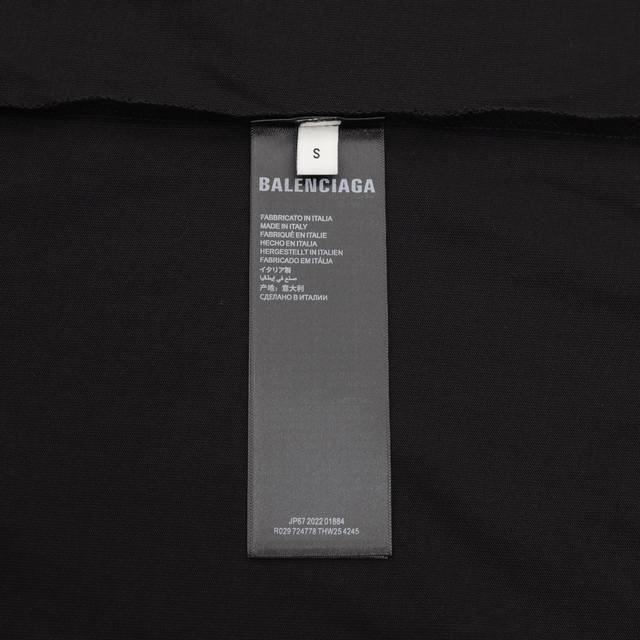 S
BALENCIAGA
FABBRICATO IN ITALIA
MADE IN ITALY
FABRIQUÉ EN ITALIE
HECHO EN ITALIA
HERGESTELLT IN ITALIEN
FABRICADO EM ITÁLIA
イタリア製
صنع في إيطاليا
产地：意大利
СДЕЛАНО В ИТАЛИИ
JP67 2022 01884
R029 724778 THW25 4245